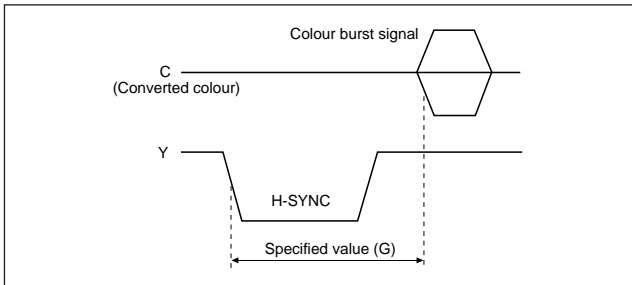 Colour burst signal
C
(Converted colour)
Y
H-SYNC
Specified value (G)